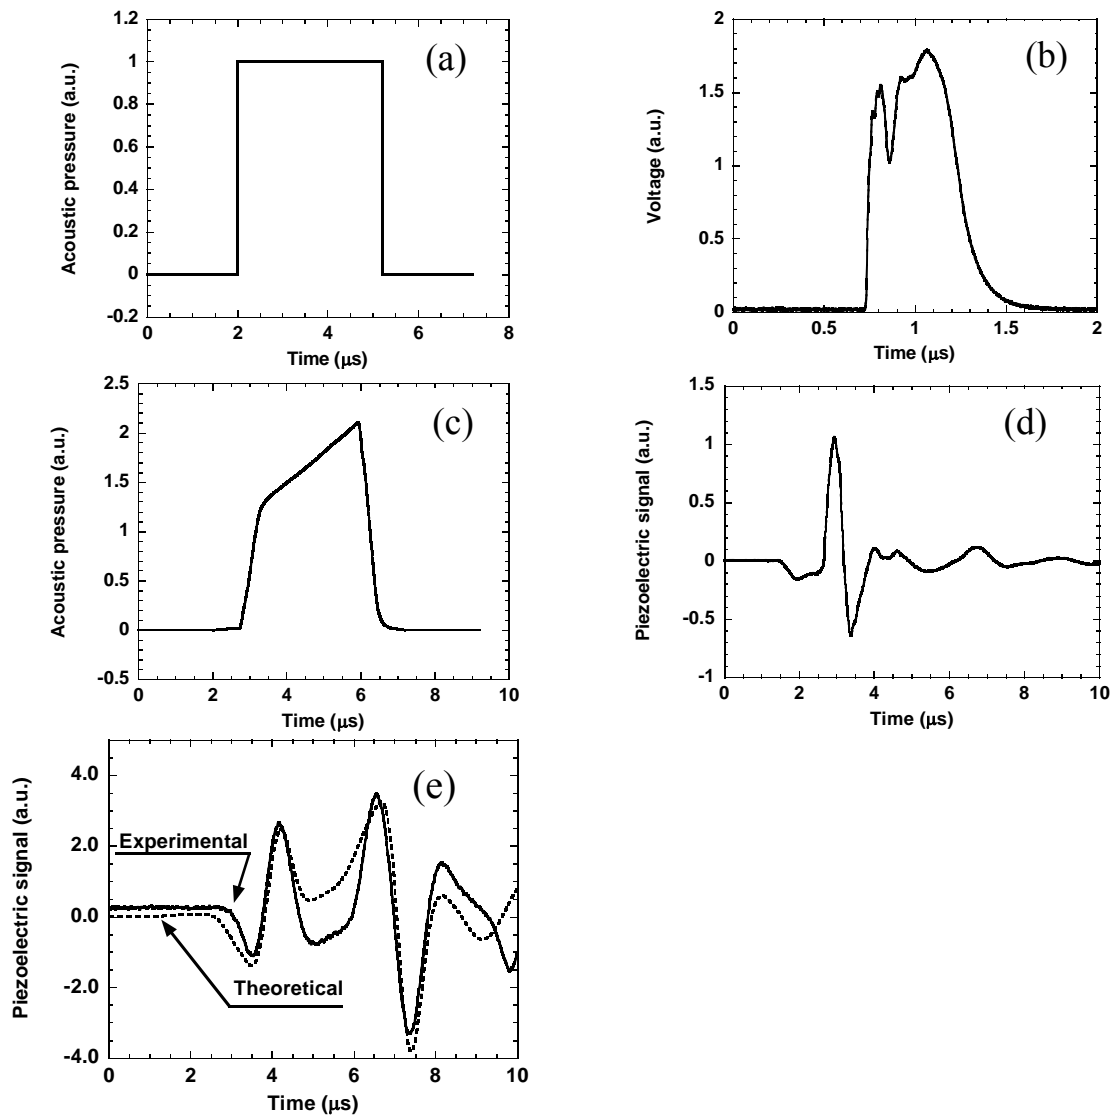 1.2
1
0.8
0.6
0.4
0.2
0
-0.2
0 2 4 6 8
Time (μs)
Acoustic pressure (a.u.)
(a)
2
1.5
1
0.5
0
0 0.5 1 1.5 2
Time (μs)
Voltage (a.u.)
(b)
2.5
2
1.5
1
0.5
0
-0.5
0 2 4 6 8 10
Time (μs)
Acoustic pressure (a.u.)
(c)
1.5
1
0.5
0
-0.5
-1
0 2 4 6 8 10
Time (μs)
Piezoelectric signal (a.u.)
(d)
4.0
2.0
0.0
-2.0
-4.0
0 2 4 6 8 10
Time (μs)
Piezoelectric signal (a.u.)
(e)
Experimental
Theoretical